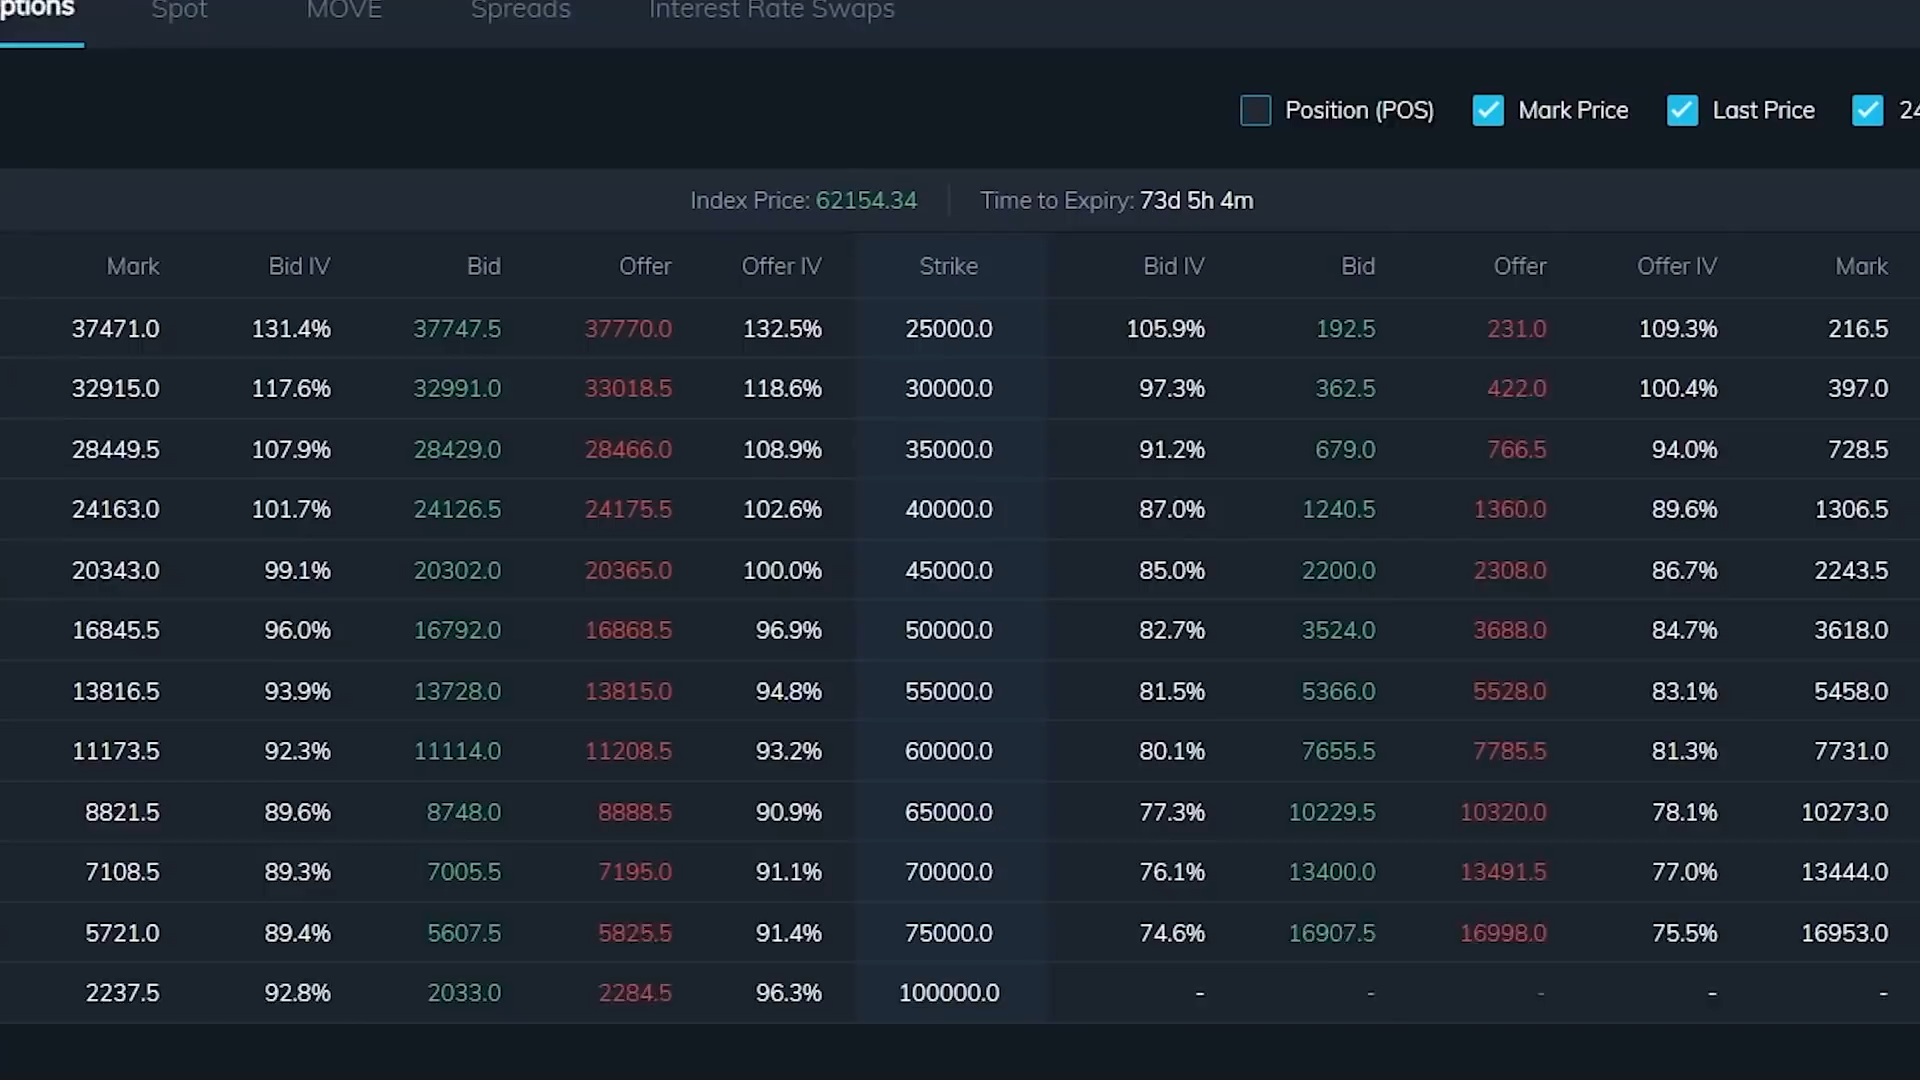 ptions Spot MOVE Spreads Interest Rate Swaps
Position (POS) Mark Price Last Price 24
Index Price: 62154.34 Time to Expiry: 73d 5h 4m
Mark Bid IV Bid Offer Offer IV Strike Bid IV Bid Offer Offer IV Mark
37471.0 131.4% 37747.5 37770.0 132.5% 25000.0 105.9% 192.5 231.0 109.3% 216.5
32915.0 117.6% 32991.0 33018.5 118.6% 30000.0 97.3% 362.5 422.0 100.4% 397.0
28449.5 107.9% 28429.0 28466.0 108.9% 35000.0 91.2% 679.0 766.5 94.0% 728.5
24163.0 101.7% 24126.5 24175.5 102.6% 40000.0 87.0% 1240.5 1360.0 89.6% 1306.5
20343.0 99.1% 20302.0 20365.0 100.0% 45000.0 85.0% 2200.0 2308.0 86.7% 2243.5
16845.5 96.0% 16792.0 16868.5 96.9% 50000.0 82.7% 3524.0 3688.0 84.7% 3618.0
13816.5 93.9% 13728.0 13815.0 94.8% 55000.0 81.5% 5366.0 5528.0 83.1% 5458.0
11173.5 92.3% 11114.0 11208.5 93.2% 60000.0 80.1% 7655.5 7785.5 81.3% 7731.0
8821.5 89.6% 8748.0 8888.5 90.9% 65000.0 77.3% 10229.5 10320.0 78.1% 10273.0
7108.5 89.3% 7005.5 7195.0 91.1% 70000.0 76.1% 13400.0 13491.5 77.0% 13444.0
5721.0 89.4% 5607.5 5825.5 91.4% 75000.0 74.6% 16907.5 16998.0 75.5% 16953.0
2237.5 92.8% 2033.0 2284.5 96.3% 100000.0 - - - - -